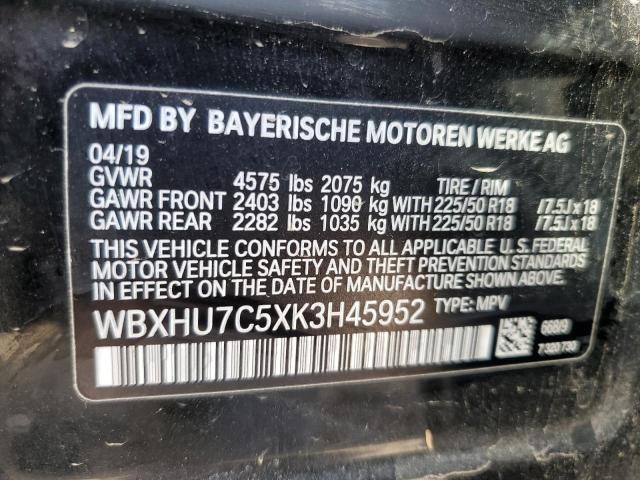 MFD BY BAYERISCHE MOTOREN WERKE AG
04/19
GVWR 4575 lbs 2075 kg TIRE / RIM
GAWR FRONT 2403 lbs 1090 kg WITH 225/50 R18 /7.5J x 18
GAWR REAR 2282 lbs 1035 kg WITH 225/50 R18 /7.5J x 18
THIS VEHICLE CONFORMS TO ALL APPLICABLE U.S. FEDERAL
MOTOR VEHICLE SAFETY AND THEFT PREVENTION STANDARDS
IN EFFECT ON THE DATE OF MANUFACTURE SHOWN ABOVE.
WBXHU7C5XK3H45952 TYPE: MPV